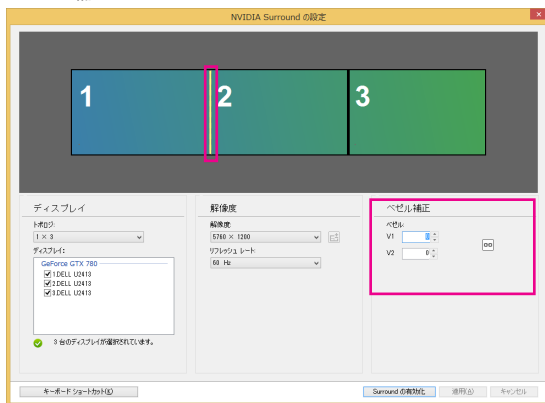 NVIDIA Surround の設定
1
2
3
ディスプレイ
トポロジ:
1 × 3
ディスプレイ:
GeForce GTX 780
1.DELL U2413
2.DELL U2413
3.DELL U2413
3 台のディスプレイが選択されています。
解像度
解像度:
5760 × 1200
リフレッシュ レート:
60 Hz
ベゼル補正
ベゼル:
V1 0
V2 0
キーボード ショートカット(K)
Surround の有効化
適用(A)
キャンセル